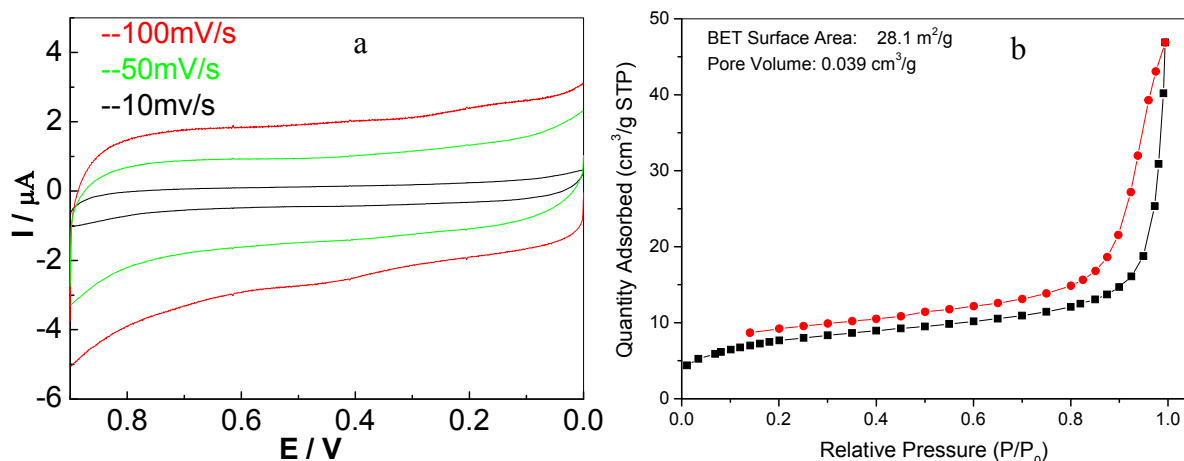 --100mV/s
--50mV/s
--10mv/s
a
4
2
0
-2
-4
-6
I / µA
0.8
0.6
0.4
0.2
0.0
E / V
BET Surface Area: 28.1 m²/g
Pore Volume: 0.039 cm³/g
b
50
40
30
20
10
0
Quantity Adsorbed (cm³/g STP)
0.0
0.2
0.4
0.6
0.8
1.0
Relative Pressure (P/P₀)